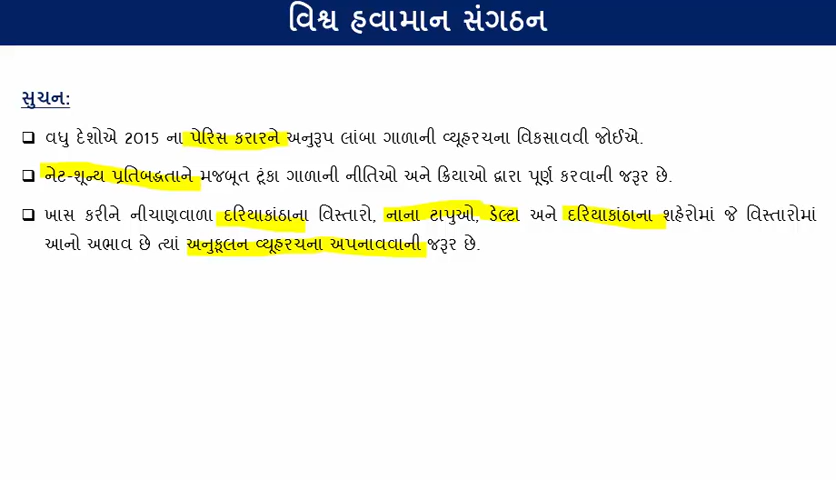 વિશ્વ હવામાન સંગઠન
સુચન:
❑ વધુ દેશોએ 2015 ના પેરિસ કરારને અનુરૂપ લાંબા ગાળાની વ્યૂહરચના વિકસાવવી જોઈએ.
❑ નેટ-શૂન્ય પ્રતિબદ્ધતાને મજબૂત ટૂંકા ગાળાની નીતિઓ અને ક્રિયાઓ દ્વારા પૂર્ણ કરવાની જરૂર છે.
❑ ખાસ કરીને નીચાણવાળા દરિયાકાંઠાના વિસ્તારો, નાના ટાપુઓ, ડેલ્ટા અને દરિયાકાંઠાના શહેરોમાં જે વિસ્તારોમાં
આનો અભાવ છે ત્યાં અનુકૂલન વ્યૂહરચના અપનાવવાની જરૂર છે.